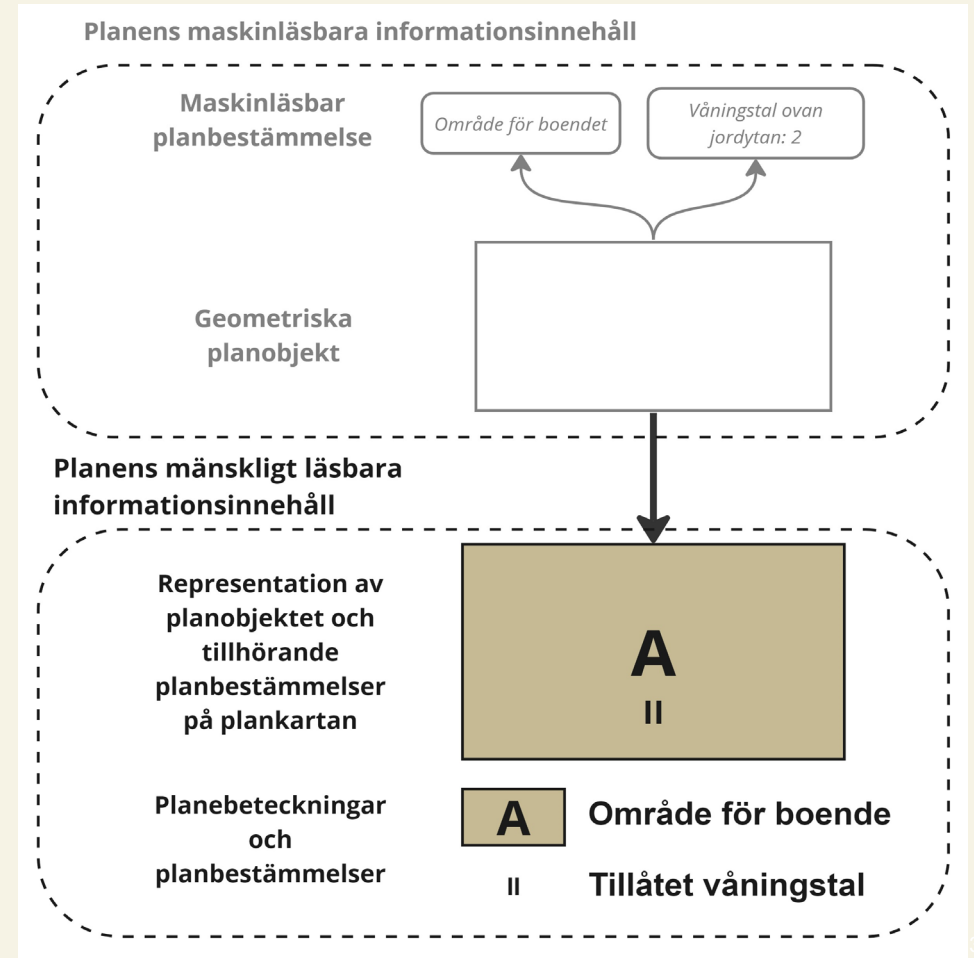 Planens maskinläsbara informationsinnehåll
Maskinläsbar
planbestämmelse
Område för boendet
Våningstal ovan
jordytan: 2
Geometriska
planobjekt
Planens mänskligt läsbara
informationsinnehåll
Representation av
planobjektet och
tillhörande
planbestämmelser
på plankartan
A
II
Planebeteckningar
och
planbestämmelser
A Område för boende
II Tillåtet våningstal